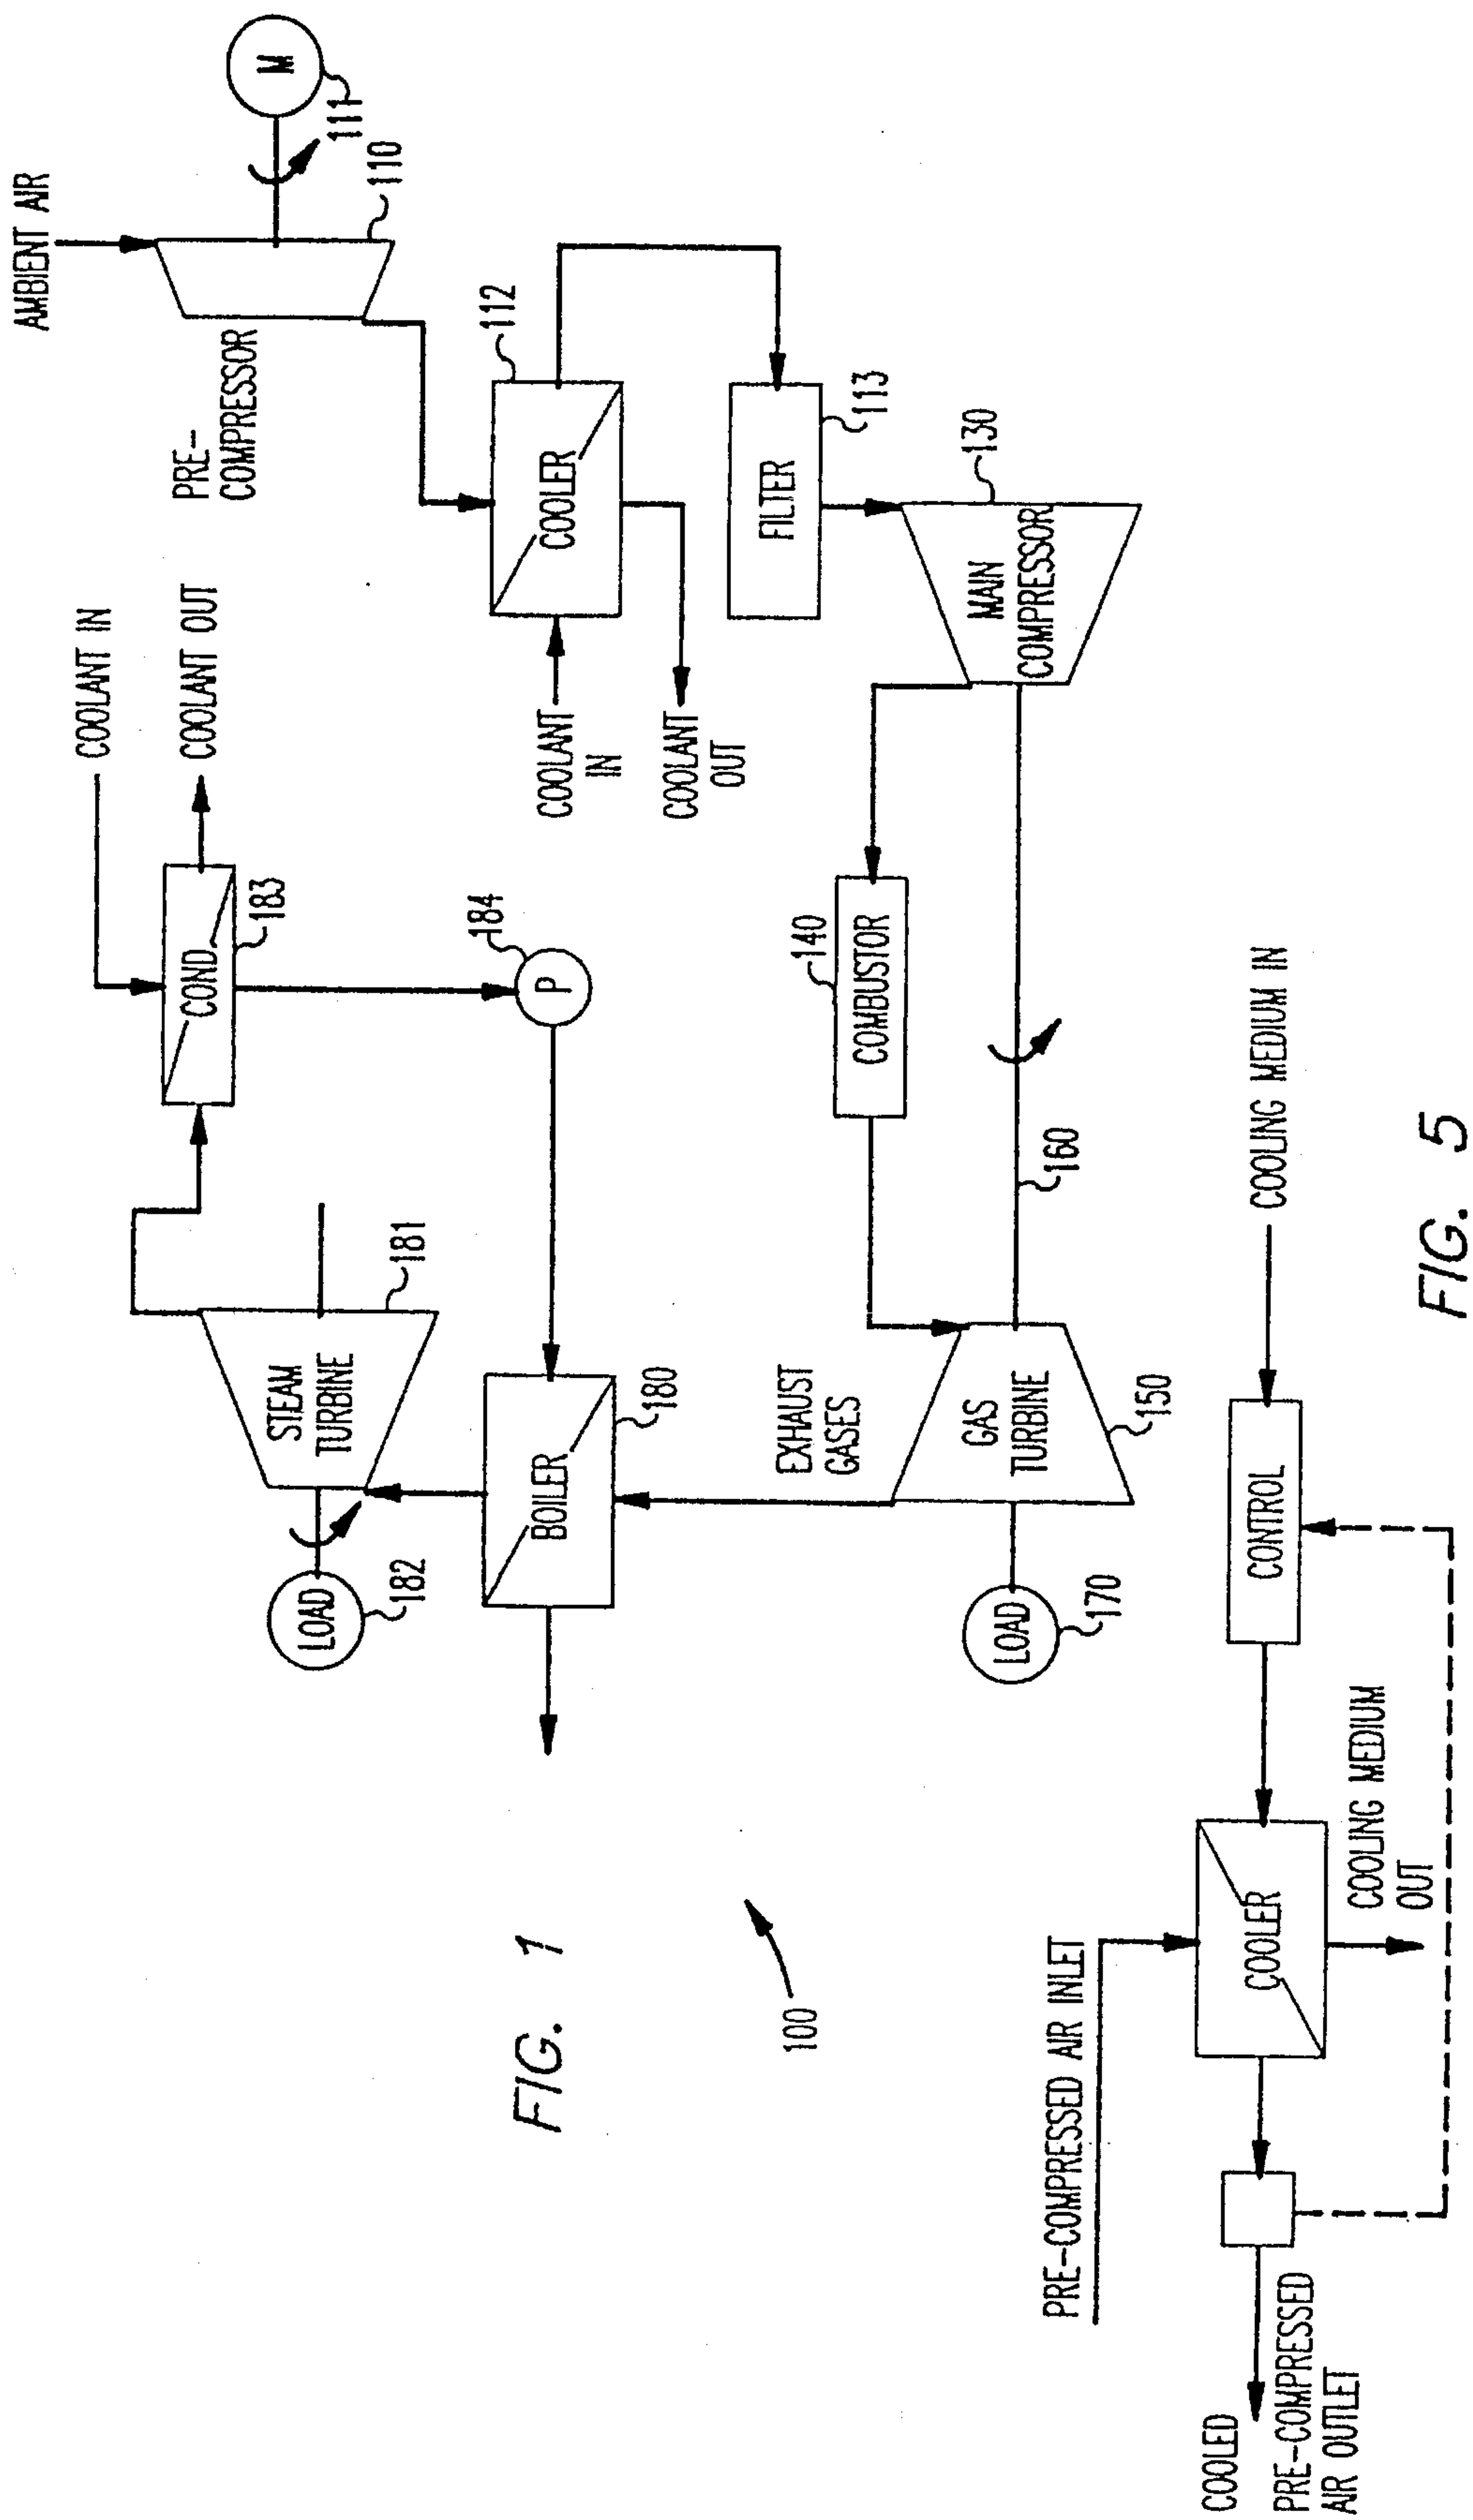 FIG. 1
100
AMBIENT AIR
M
111
110
PRE-
COMPRESSOR
COOLANT IN
COOLANT OUT
COND.
183
184
P
STEAM
TURBINE
181
LOAD
182
BOILER
180
COOLER
112
COOLANT
IN
COOLANT
OUT
FILTER
113
MAIN
COMPRESSOR
130
COMBUSTOR
140
160
EXHAUST
GASES
GAS
TURBINE
150
LOAD
170
PRE-COMPRESSED AIR INLET
COOLED
PRE-COMPRESSED
AIR OUTLET
COOLER
COOLING MEDIUM
OUT
CONTROL
COOLING MEDIUM IN
FIG. 5